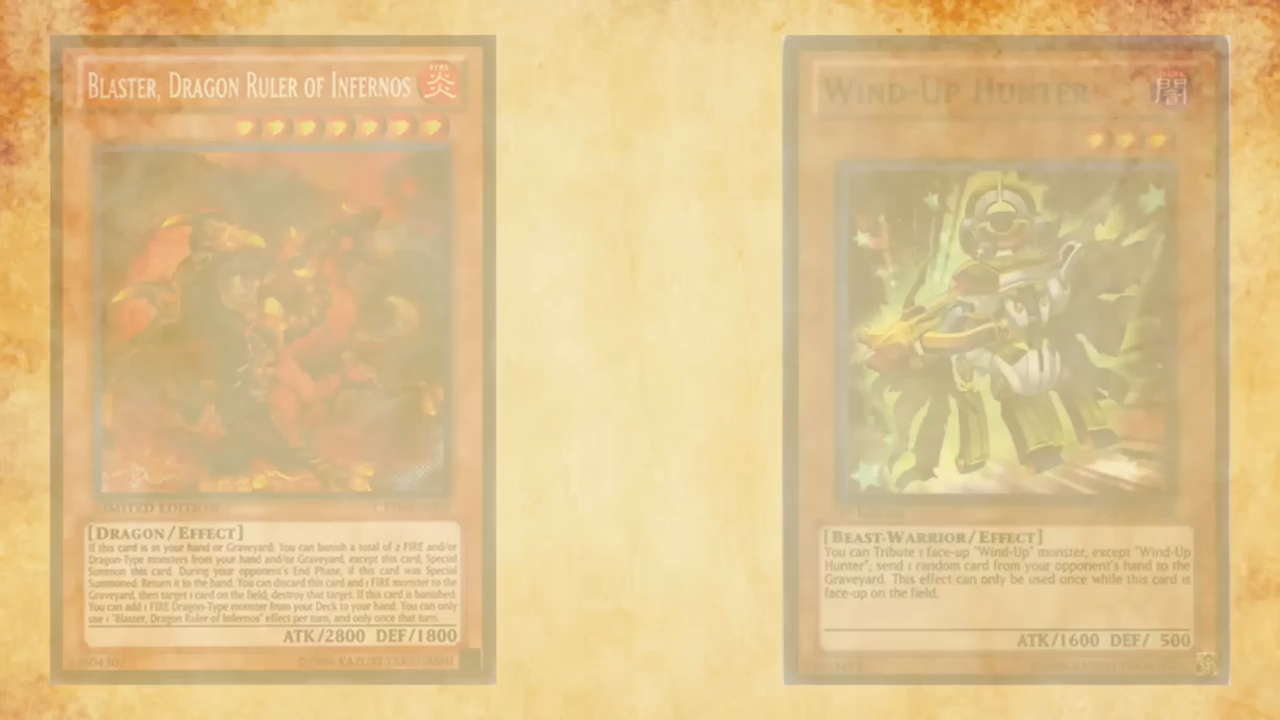 BLASTER, DRAGON RULER OF INFERNOS
FIRE
炎
LIMITED EDITION
[DRAGON/EFFECT]
If this card is in your hand or Graveyard: You can banish a total of 2 FIRE and/or
Dragon-Type monsters from your hand and/or Graveyard, except this card; Special
Summon this card. During your opponent's End Phase, if this card was Special
Summoned: Return it to the hand. You can discard this card and 1 FIRE monster to the
Graveyard, then target 1 card on the field; destroy that target. If this card is banished:
You can add 1 FIRE Dragon-Type monster from your Deck to your hand. You can only
use 1 "Blaster, Dragon Ruler of Infernos" effect per turn, and only once that turn.
ATK/2800 DEF/1800
KAZUKI TAKAHASHI
WIND-UP HUNTER
闇
[BEAST-WARRIOR/EFFECT]
You can Tribute 1 face-up "Wind-Up" monster, except "Wind-Up
Hunter"; send 1 random card from your opponent's hand to the
Graveyard. This effect can only be used once while this card is
face-up on the field.
ATK/1600 DEF/ 500